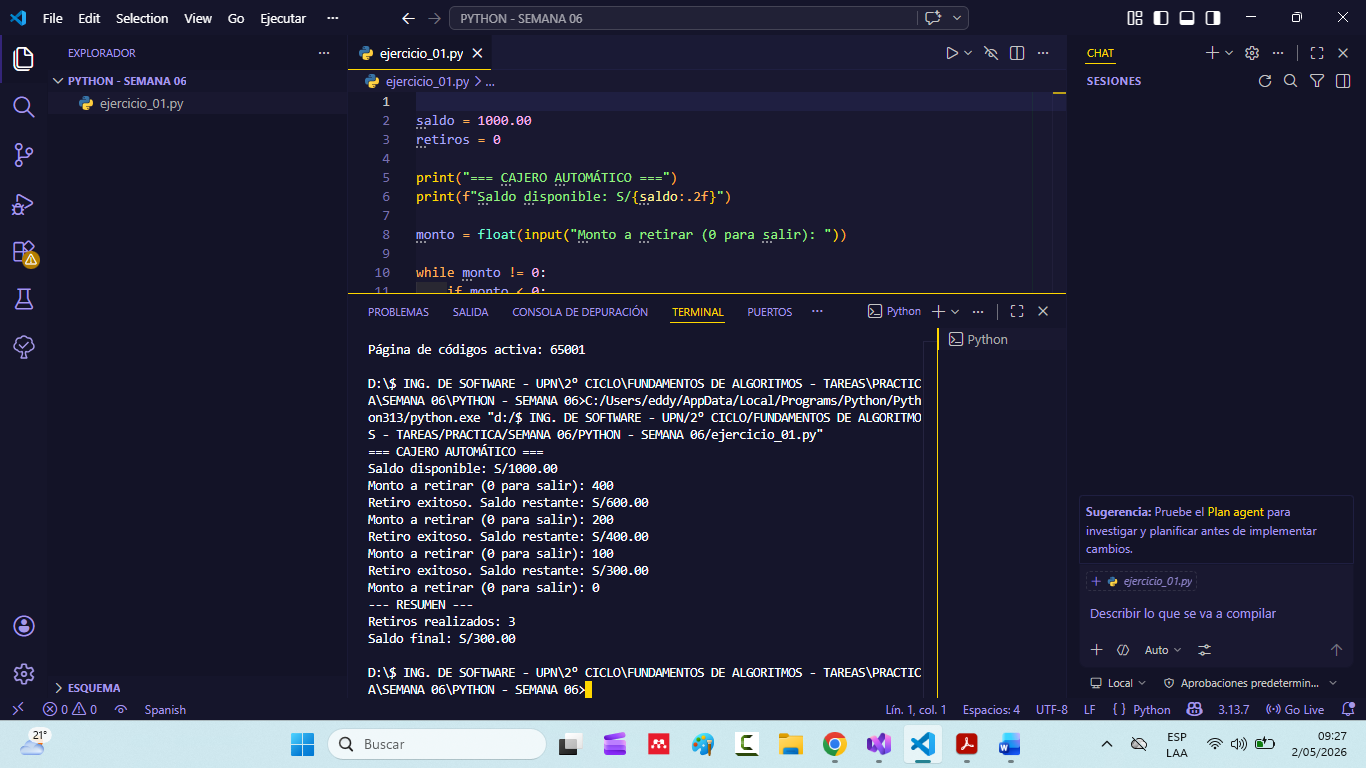 File Edit Selection View Go Ejecutar ···
PYTHON - SEMANA 06
EXPLORADOR
PYTHON - SEMANA 06
ejercicio_01.py
ESQUEMA
ejercicio_01.py
ejercicio_01.py > ...
1
2 saldo = 1000.00
3 retiros = 0
4
5 print("=== CAJERO AUTOMÁTICO ===")
6 print(f"Saldo disponible: S/{saldo:.2f}")
7
8 monto = float(input("Monto a retirar (0 para salir): "))
9
10 while monto != 0:
11 if monto < 0:
PROBLEMAS SALIDA CONSOLA DE DEPURACIÓN TERMINAL PUERTOS ··· Python
Python
Página de códigos activa: 65001
D:\$ ING. DE SOFTWARE - UPN\2º CICLO\FUNDAMENTOS DE ALGORITMOS - TAREAS\PRACTIC
A\SEMANA 06\PYTHON - SEMANA 06>C:/Users/eddy/AppData/Local/Programs/Python/Pyth
on313/python.exe "d:/$ ING. DE SOFTWARE - UPN/2º CICLO/FUNDAMENTOS DE ALGORITMO
S - TAREAS/PRACTICA/SEMANA 06/PYTHON - SEMANA 06/ejercicio_01.py"
=== CAJERO AUTOMÁTICO ===
Saldo disponible: S/1000.00
Monto a retirar (0 para salir): 400
Retiro exitoso. Saldo restante: S/600.00
Monto a retirar (0 para salir): 200
Retiro exitoso. Saldo restante: S/400.00
Monto a retirar (0 para salir): 100
Retiro exitoso. Saldo restante: S/300.00
Monto a retirar (0 para salir): 0
--- RESUMEN ---
Retiros realizados: 3
Saldo final: S/300.00
D:\$ ING. DE SOFTWARE - UPN\2º CICLO\FUNDAMENTOS DE ALGORITMOS - TAREAS\PRACTIC
A\SEMANA 06\PYTHON - SEMANA 06>
CHAT
SESIONES
Sugerencia: Pruebe el Plan agent para
investigar y planificar antes de implementar
cambios.
ejercicio_01.py
Describir lo que se va a compilar
Auto
Local Aprobaciones predetermin...
0 0 Spanish Lín. 1, col. 1 Espacios: 4 UTF-8 LF { } Python 3.13.7 Go Live
21°
Buscar
ESP
LAA
09:27
2/05/2026